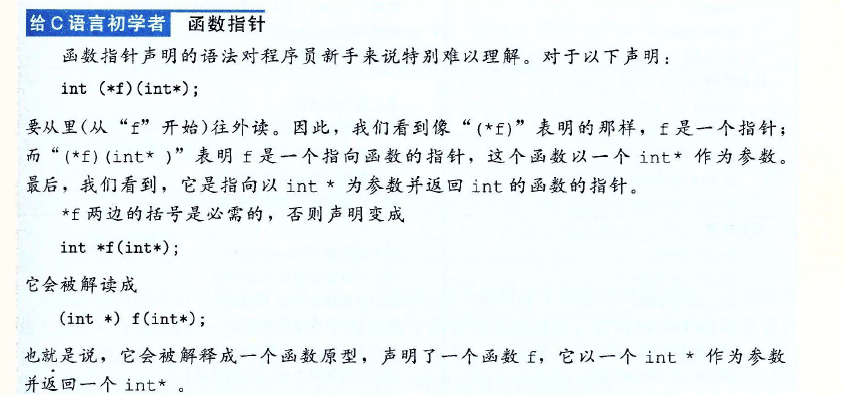 给C语言初学者 函数指针
函数指针声明的语法对程序员新手来说特别难以理解。对于以下声明:
int (*f)(int*);
要从里(从“f”开始)往外读。因此,我们看到像“(*f)”表明的那样,f是一个指针;
而“(*f)(int* )”表明f是一个指向函数的指针,这个函数以一个int*作为参数。
最后,我们看到,它是指向以int * 为参数并返回int的函数的指针。
*f两边的括号是必需的,否则声明变成
int *f(int*);
它会被解读成
(int *) f(int*);
也就是说,它会被解释成一个函数原型,声明了一个函数f,它以一个int * 作为参数
并返回一个int* 。